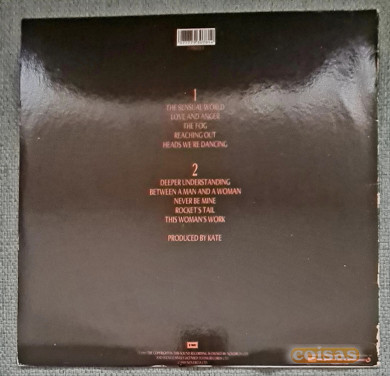 1
THE SENSUAL WORLD
LOVE AND ANGER
THE FOG
REACHING OUT
HEADS WE'RE DANCING
2
DEEPER UNDERSTANDING
BETWEEN A MAN AND A WOMAN
NEVER BE MINE
ROCKET'S TAIL
THIS WOMAN'S WORK
PRODUCED BY KATE
EMI
coisas